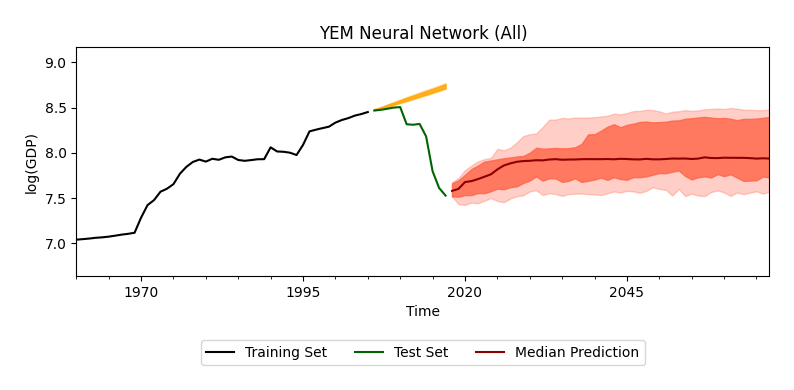 YEM Neural Network (All)
9.0
8.5
8.0
7.5
7.0
log(GDP)
1970 1995 2020 2045
Time
Training Set Test Set Median Prediction